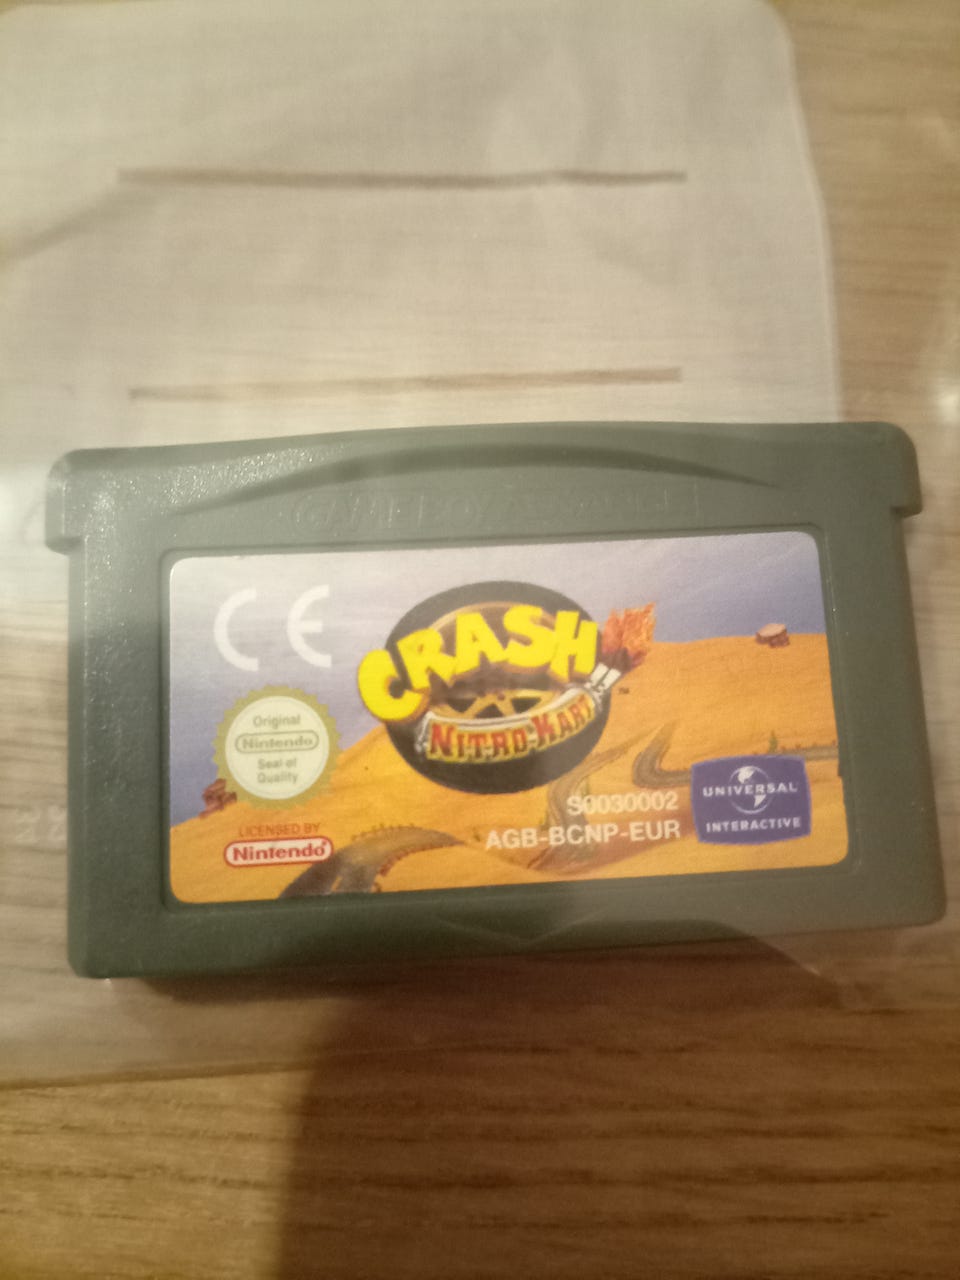 GAME BOY ADVANCE
CE
CRASH
NITRO KART
™
Original
Nintendo
Seal of
Quality
LICENSED BY
Nintendo
S0030002
AGB-BCNP-EUR
UNIVERSAL
INTERACTIVE